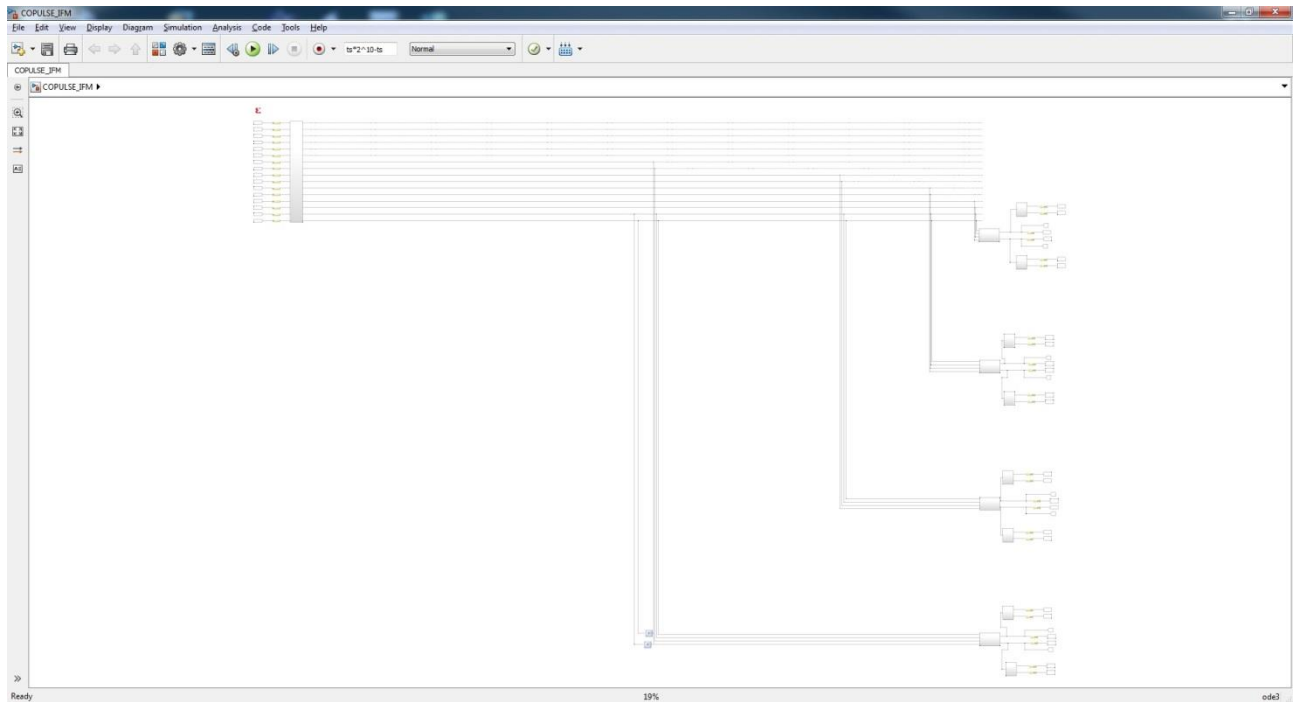 COPULSE_IFM
File Edit View Display Diagram Simulation Analysis Code Tools Help
ts*2^10-ts Normal
COPULSE_IFM
COPULSE_IFM
Ready 19% ode3